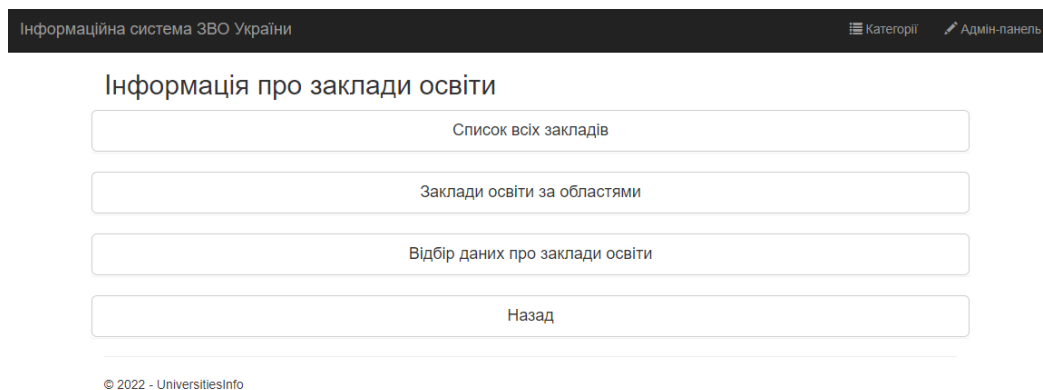 Інформаційна система ЗВО України
Категорії
Адмін-панель
Інформація про заклади освіти
Список всіх закладів
Заклади освіти за областями
Відбір даних про заклади освіти
Назад
© 2022 - UniversitiesInfo